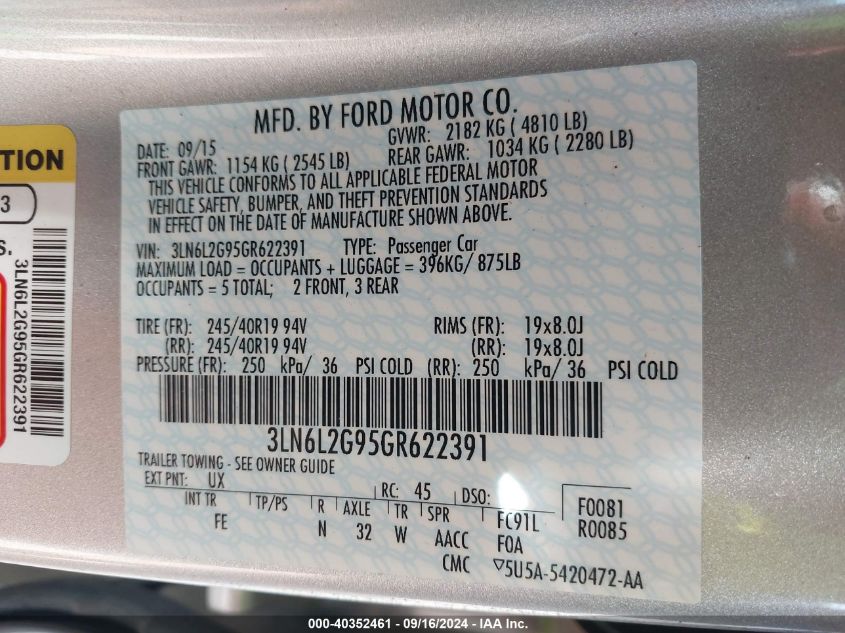 MFD. BY FORD MOTOR CO.
DATE: 09/15 GVWR: 2182 KG ( 4810 LB)
FRONT GAWR: 1154 KG ( 2545 LB) REAR GAWR: 1034 KG ( 2280 LB)
THIS VEHICLE CONFORMS TO ALL APPLICABLE FEDERAL MOTOR
VEHICLE SAFETY, BUMPER, AND THEFT PREVENTION STANDARDS
IN EFFECT ON THE DATE OF MANUFACTURE SHOWN ABOVE.
VIN: 3LN6L2G95GR622391 TYPE: Passenger Car
MAXIMUM LOAD = OCCUPANTS + LUGGAGE = 396KG/ 875LB
OCCUPANTS = 5 TOTAL; 2 FRONT, 3 REAR
TIRE (FR): 245/40R19 94V RIMS (FR): 19x8.0J
(RR): 245/40R19 94V (RR): 19x8.0J
PRESSURE (FR): 250 kPa/ 36 PSI COLD (RR): 250 kPa/ 36 PSI COLD
3LN6L2G95GR622391
TRAILER TOWING - SEE OWNER GUIDE
EXT PNT: UX RC: 45 DSO: F0081
INT TR TP/PS R AXLE TR SPR FC91L R0085
FE N 32 W AACC FOA
CMC ▽5U5A-5420472-AA
TION
3
S.
3LN6L2G95GR622391
000-40352461 - 09/16/2024 - IAA Inc.